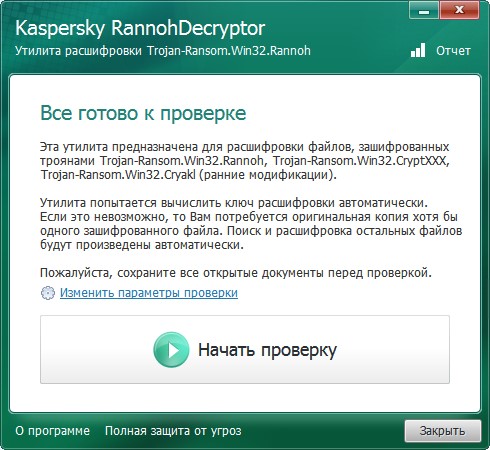 Kaspersky RannohDecryptor
Утилита расшифровки Trojan-Ransom.Win32.Rannoh
Отчет
Все готово к проверке
Эта утилита предназначена для расшифровки файлов, зашифрованных
троянами Trojan-Ransom.Win32.Rannoh, Trojan-Ransom.Win32.CryptXXX,
Trojan-Ransom.Win32.Cryakl (ранние модификации).
Утилита попытается вычислить ключ расшифровки автоматически.
Если это невозможно, то Вам потребуется оригинальная копия хотя бы
одного зашифрованного файла. Поиск и расшифровка остальных файлов
будут произведены автоматически.
Пожалуйста, сохраните все открытые документы перед проверкой.
Изменить параметры проверки
Начать проверку
О программе Полная защита от угроз
Закрыть